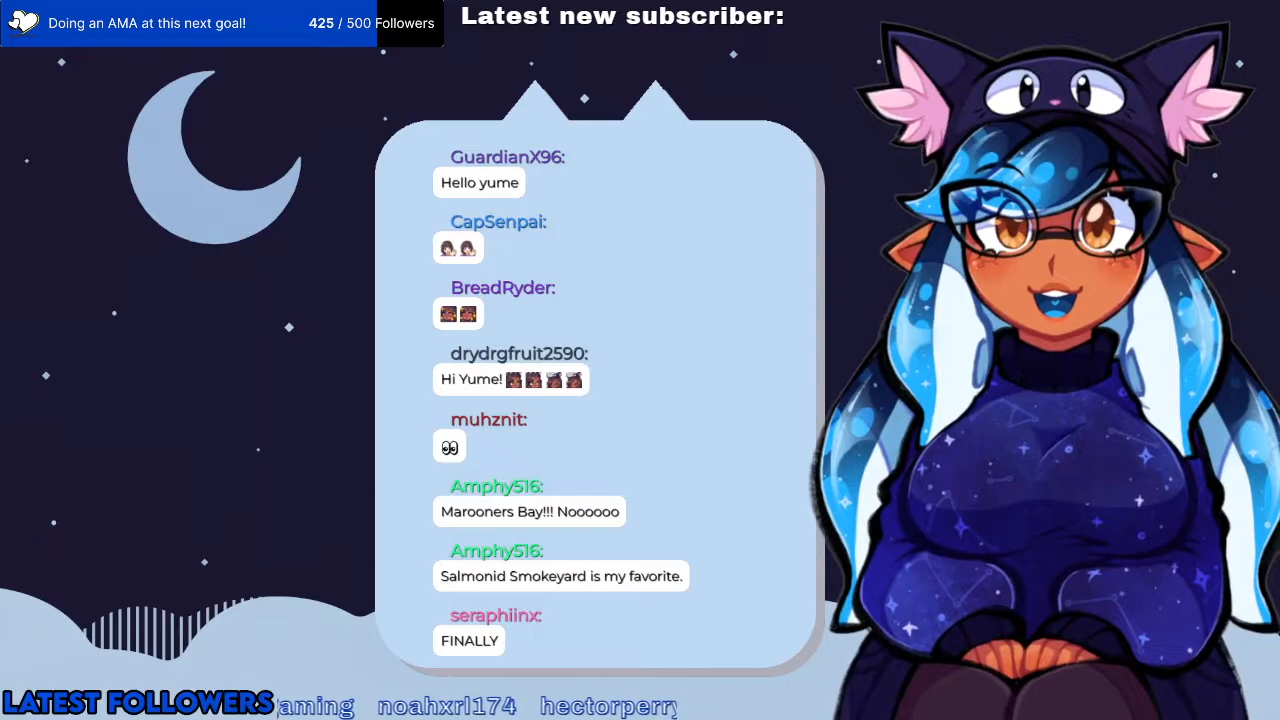 Doing an AMA at this next goal! 425 / 500 Followers
Latest new subscriber:
GuardianX96:
Hello yume
CapSenpai:
BreadRyder:
drydrgfruit2590:
Hi Yume!
muhznit:
👀
Amphy516:
Marooners Bay!!! Noooooo
Amphy516:
Salmonid Smokeyard is my favorite.
seraphiinx:
FINALLY
LATEST FOLLOWERS aming noahxrl174 hectorperry